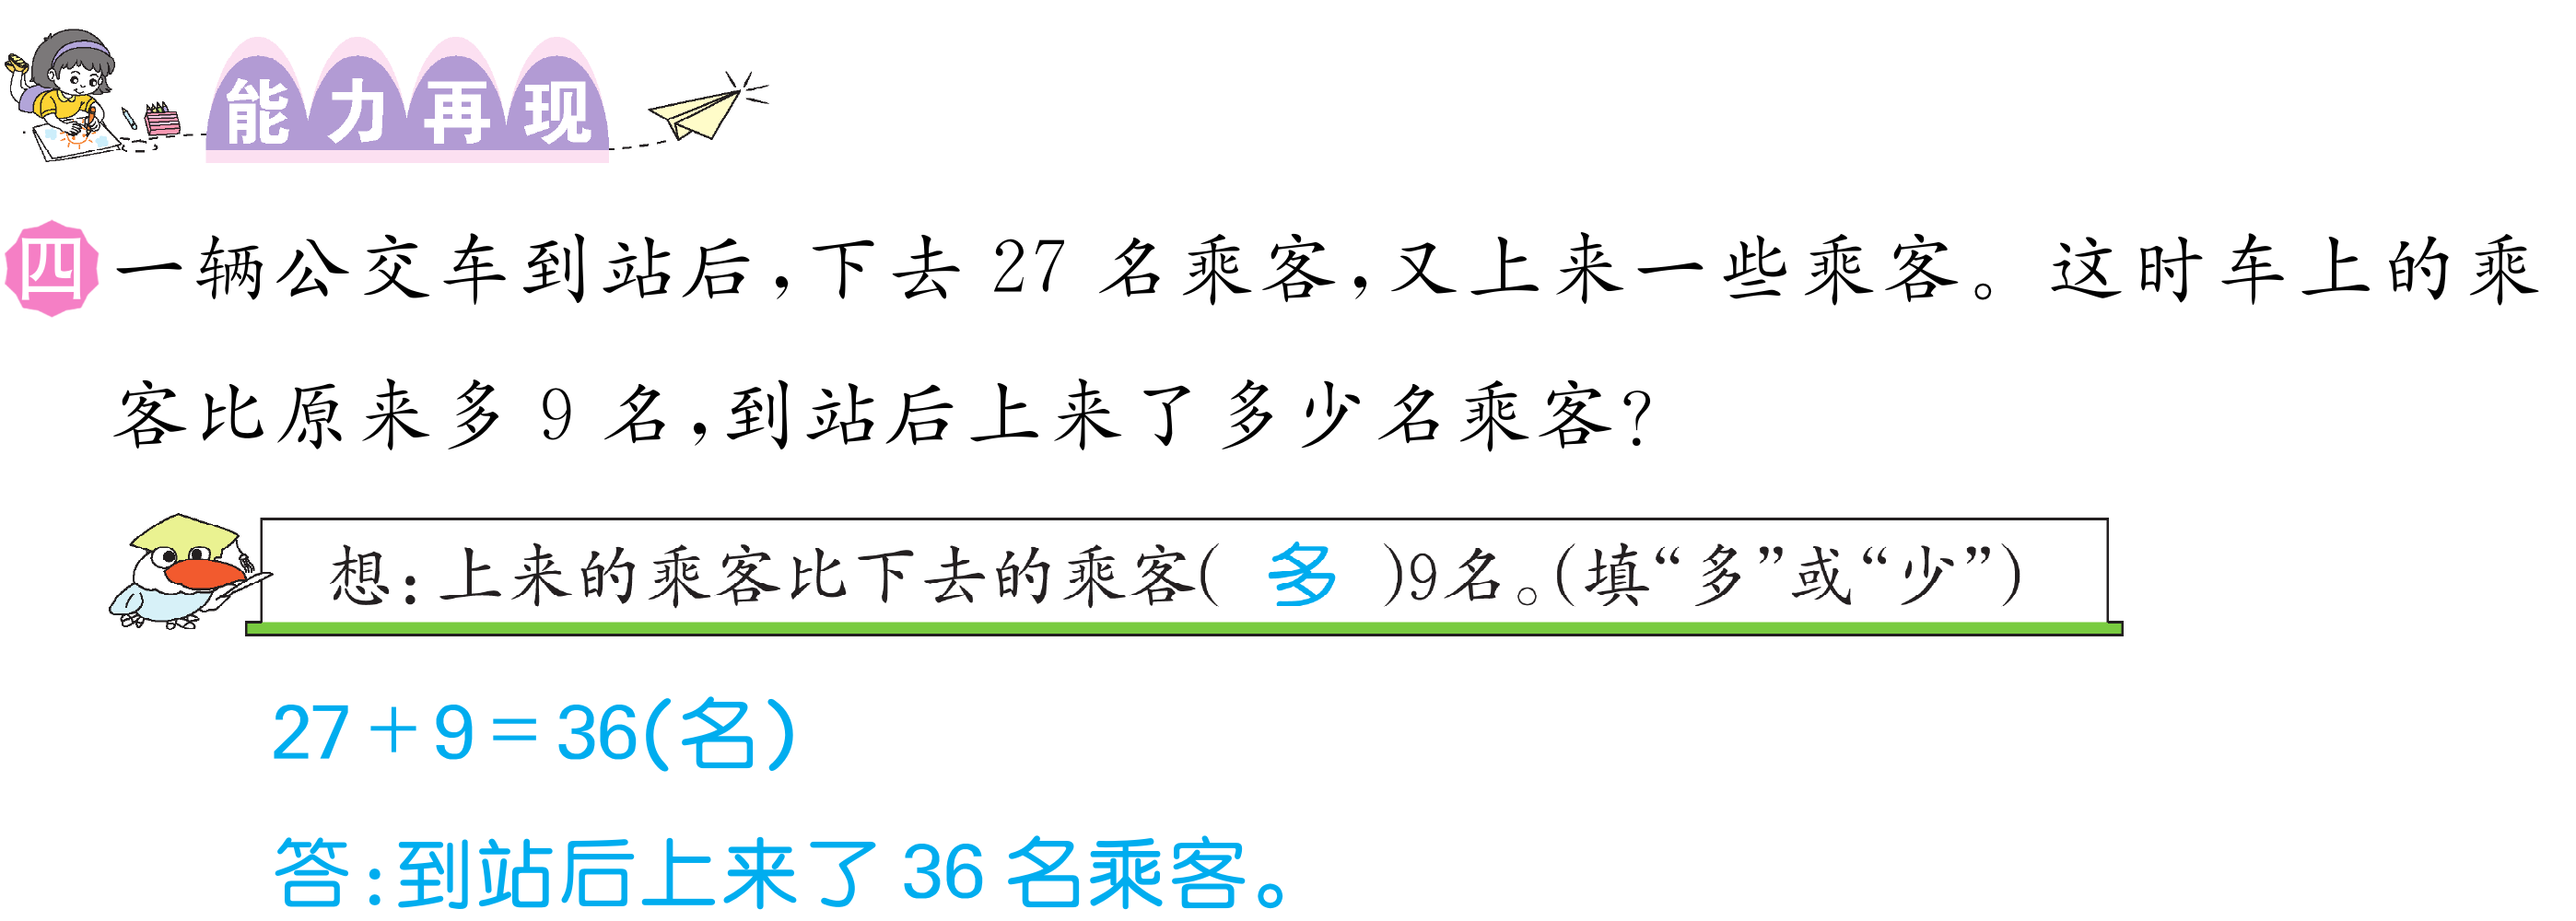 能力再现
四 一辆公交车到站后,下去 27 名乘客,又上来一些乘客。这时车上的乘
客比原来多 9 名,到站后上来了多少名乘客?
想:上来的乘客比下去的乘客( 多 )9名。(填“多”或“少”)
27+9=36(名)
答:到站后上来了 36 名乘客。